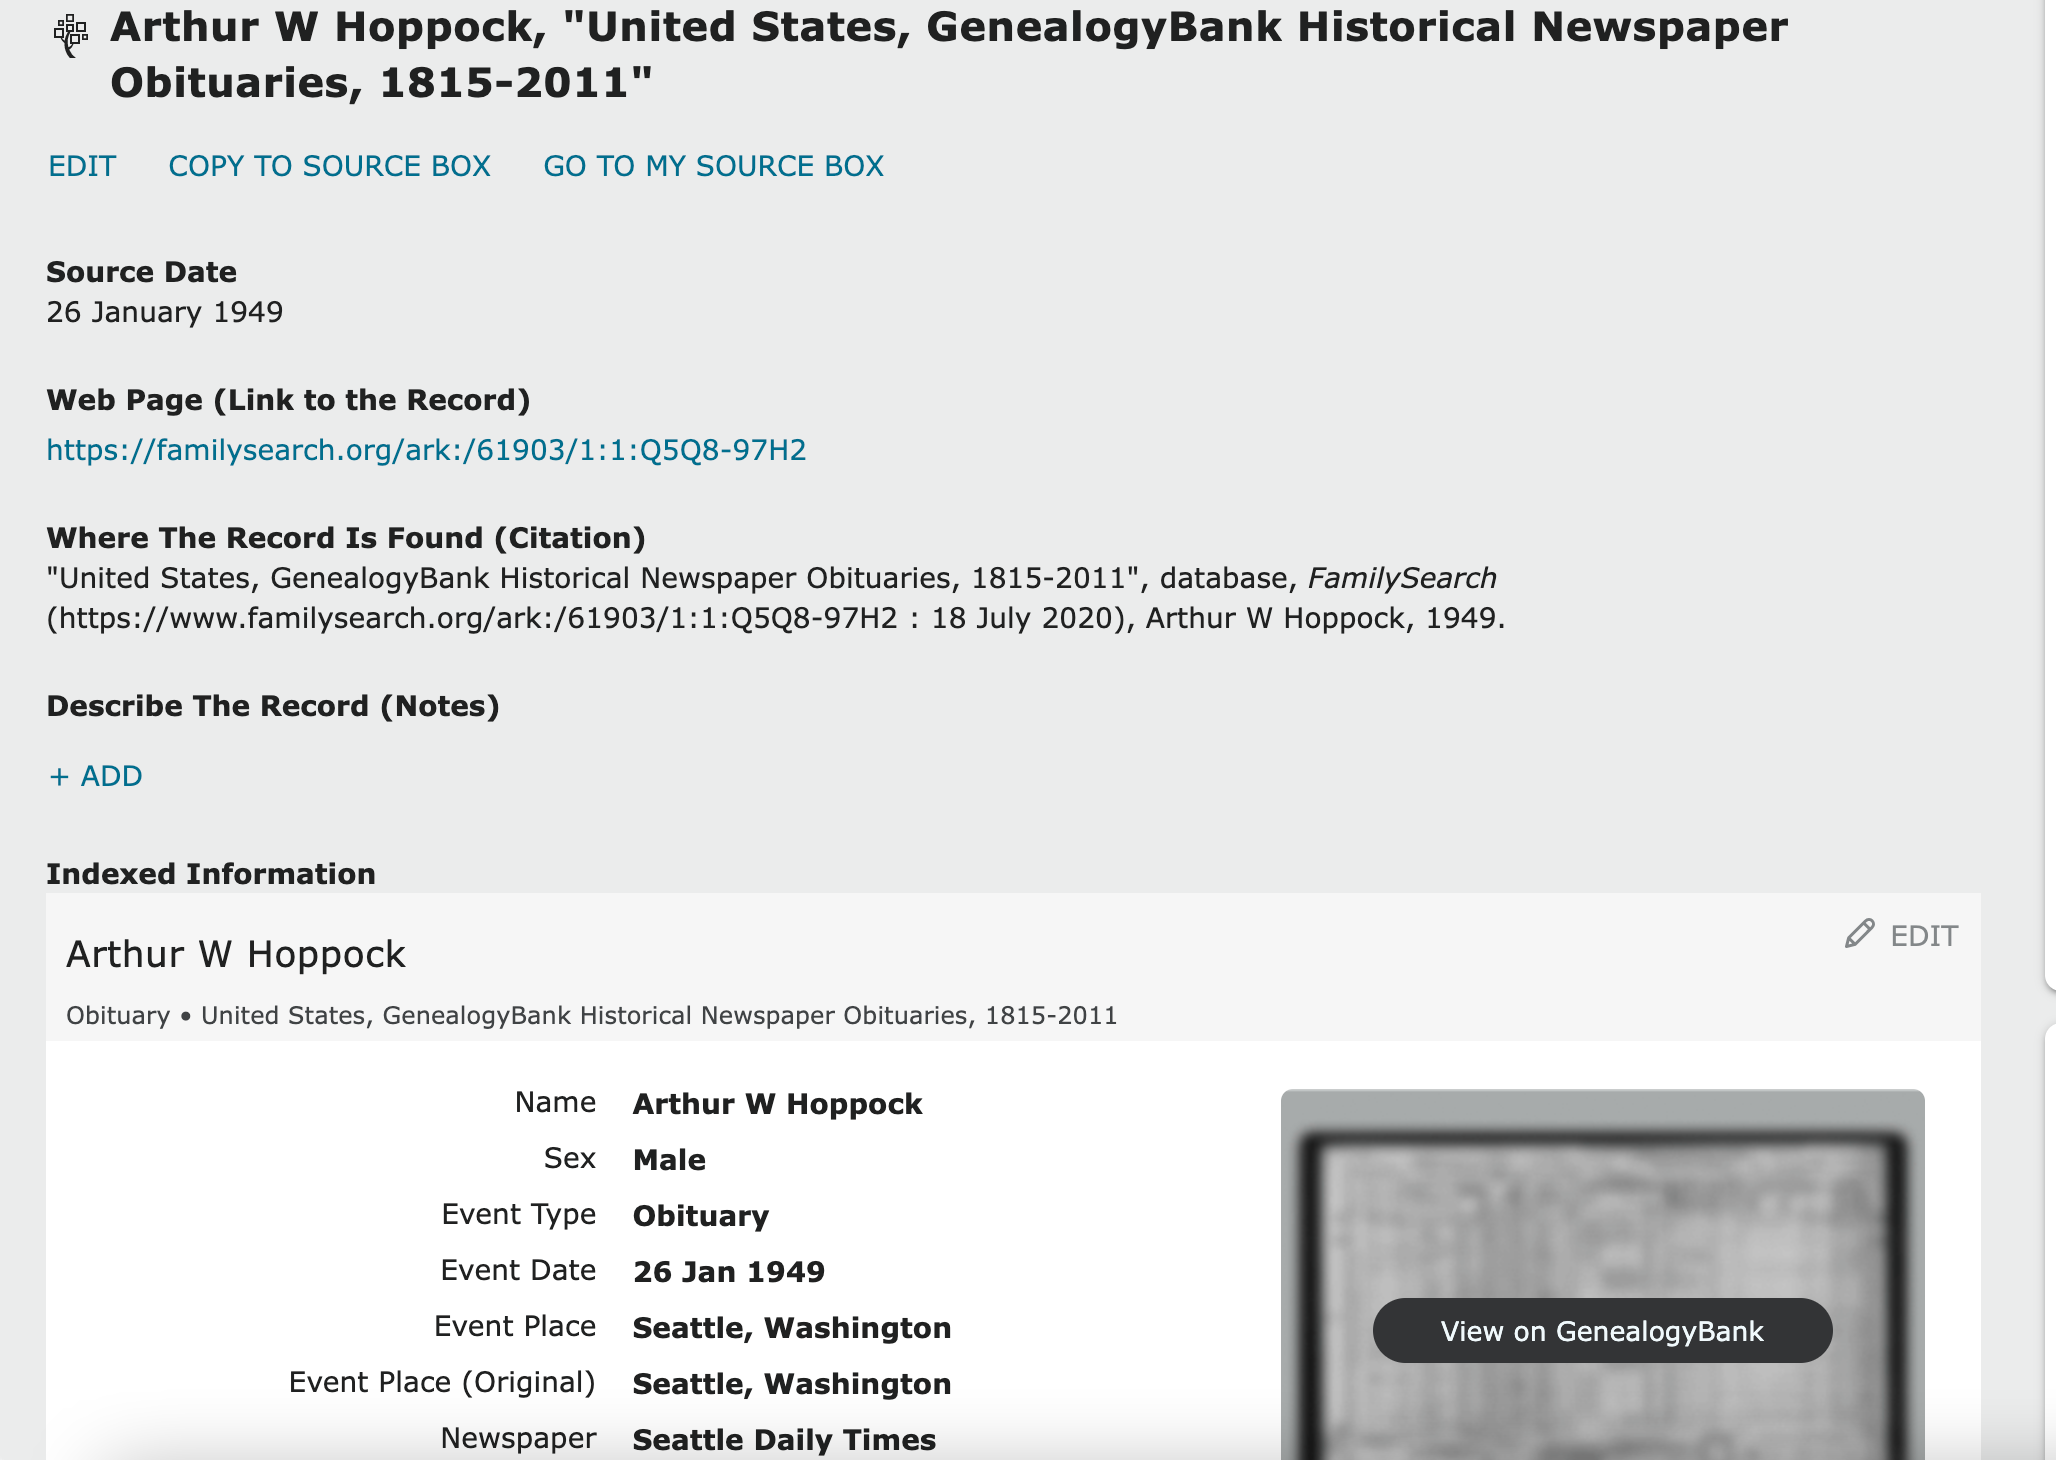 Arthur W Hoppock, "United States, GenealogyBank Historical Newspaper
Obituaries, 1815-2011"
EDIT COPY TO SOURCE BOX GO TO MY SOURCE BOX
Source Date
26 January 1949
Web Page (Link to the Record)
https://familysearch.org/ark:/61903/1:1:Q5Q8-97H2
Where The Record Is Found (Citation)
"United States, GenealogyBank Historical Newspaper Obituaries, 1815-2011", database, FamilySearch
(https://www.familysearch.org/ark:/61903/1:1:Q5Q8-97H2 : 18 July 2020), Arthur W Hoppock, 1949.
Describe The Record (Notes)
+ ADD
Indexed Information
Arthur W Hoppock
EDIT
Obituary • United States, GenealogyBank Historical Newspaper Obituaries, 1815-2011
Name Arthur W Hoppock
Sex Male
Event Type Obituary
Event Date 26 Jan 1949
Event Place Seattle, Washington
Event Place (Original) Seattle, Washington
Newspaper Seattle Daily Times
View on GenealogyBank